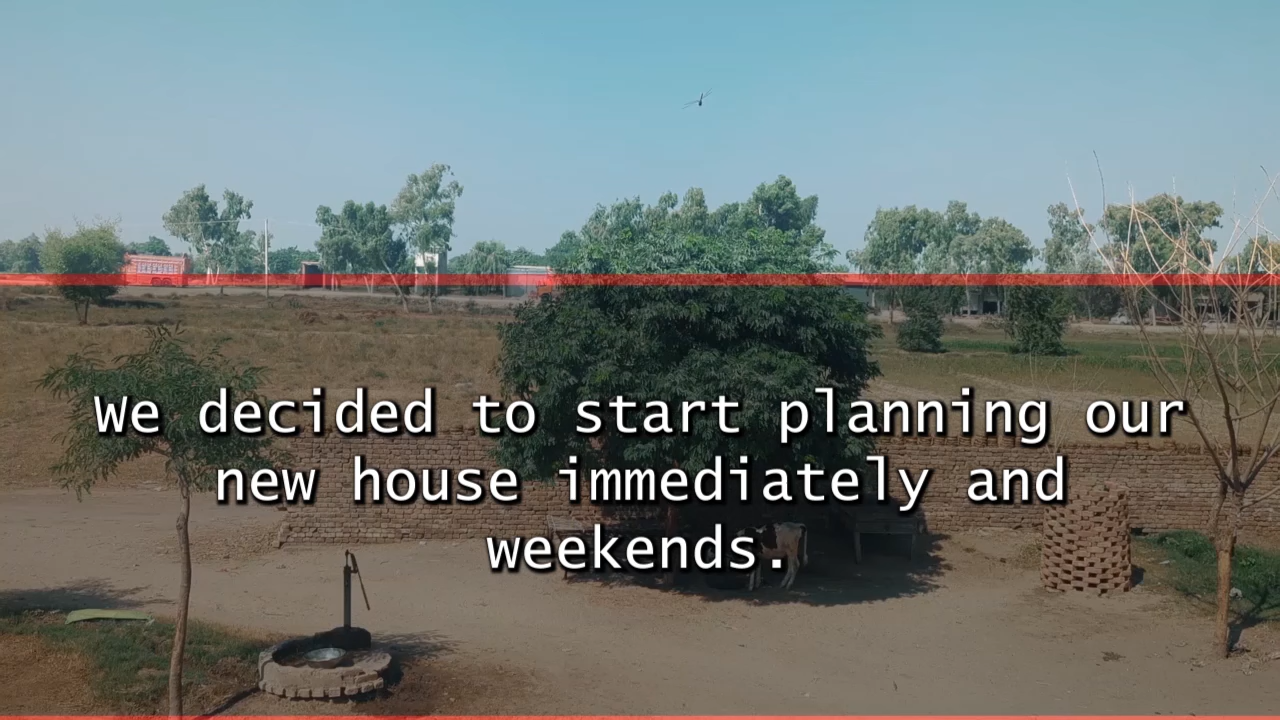 We decided to start planning our
new house immediately and
weekends.